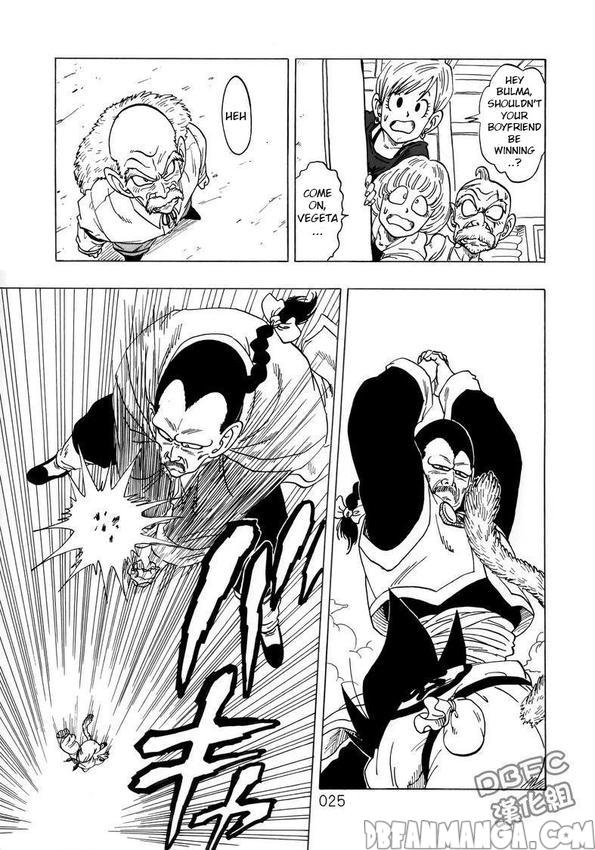 HEY
BULMA,
SHOULDN'T
YOUR
BOYFRIEND
BE
WINNING
..?
COME
ON,
VEGETA
...
HEH
025
DBFC
漢化組
DBFANMANGA.COM